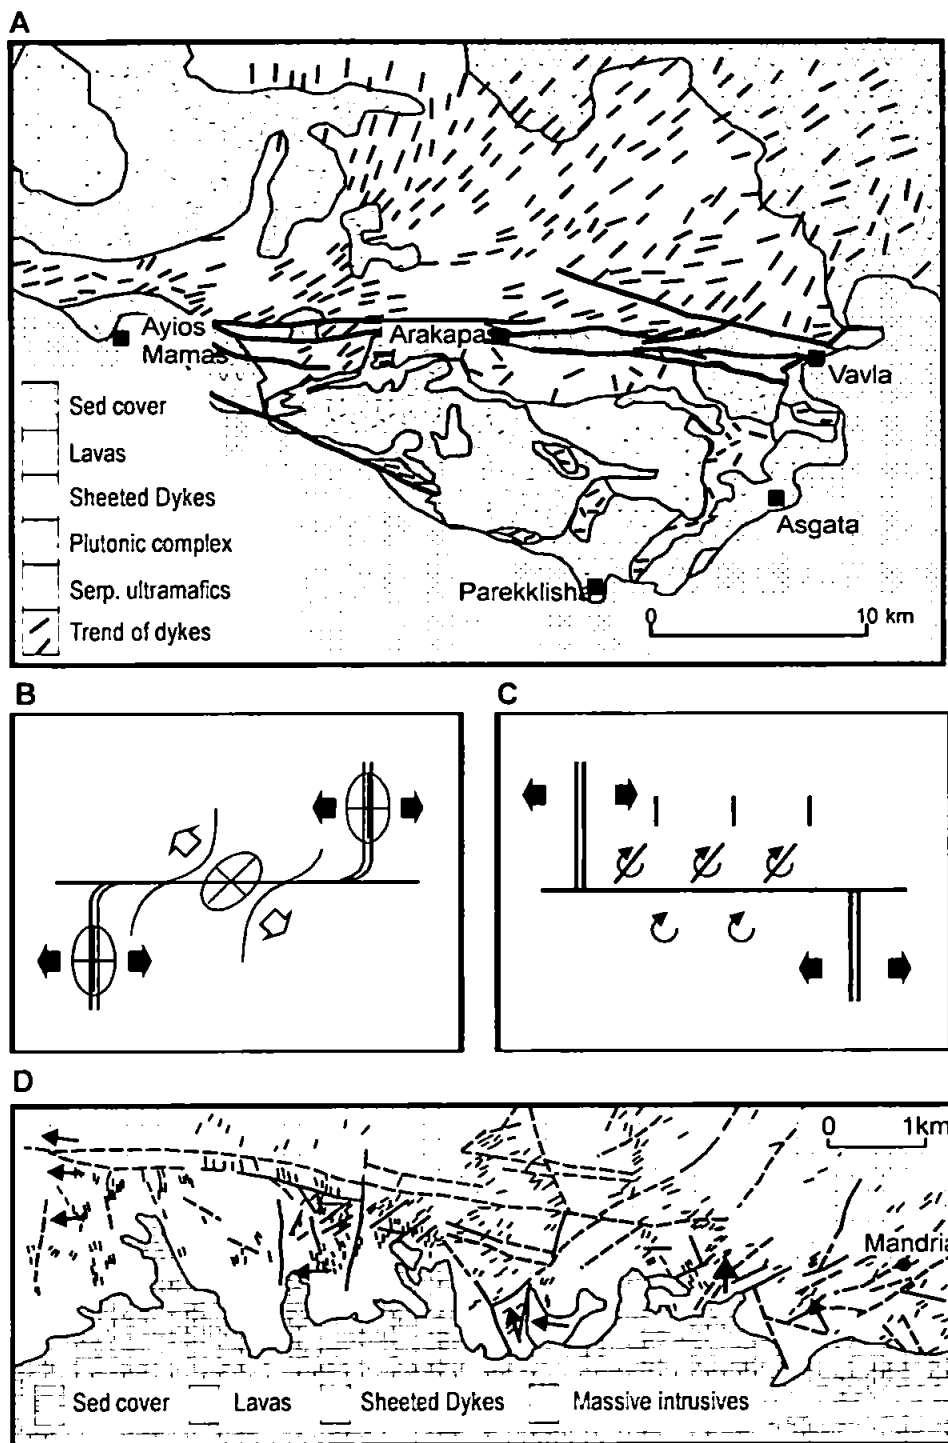 A
Ayios
Mamas
Arakapa
Vavla
Sed cover
Lavas
Sheeted Dykes
Asgata
Plutonic complex
Serp. ultramafics
Parekklisha
0 10 km
Trend of dykes
B
C
D
0 1km
Mandria
Sed cover
Lavas
Sheeted Dykes
Massive intrusives